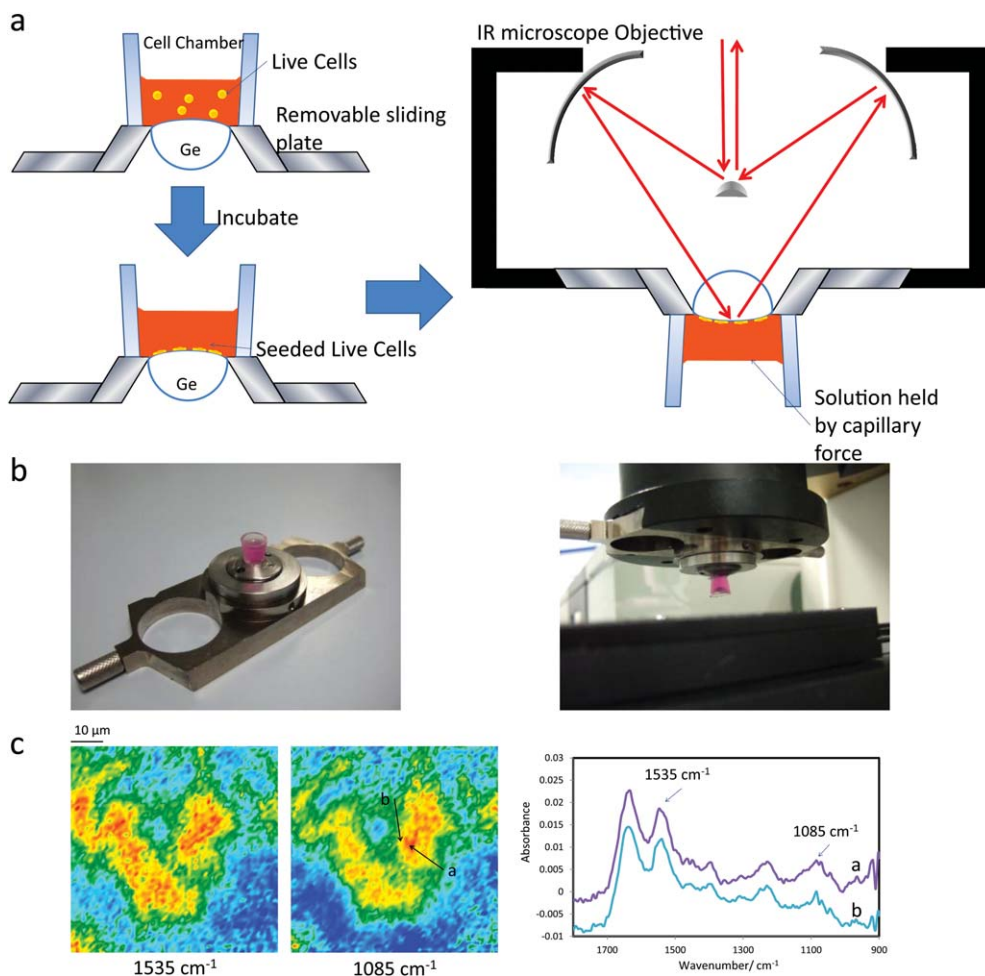 a
Cell Chamber
Live Cells
Removable sliding
plate
Ge
Incubate
Seeded Live Cells
Ge
IR microscope Objective
Solution held
by capillary
force
b
c
10 µm
b
a
1535 cm⁻¹
1085 cm⁻¹
0.03
0.025
0.02
0.015
0.01
0.005
0
-0.005
-0.01
Absorbance
1535 cm⁻¹
1085 cm⁻¹
a
b
1700
1500
1300
1100
900
Wavenumber/ cm⁻¹